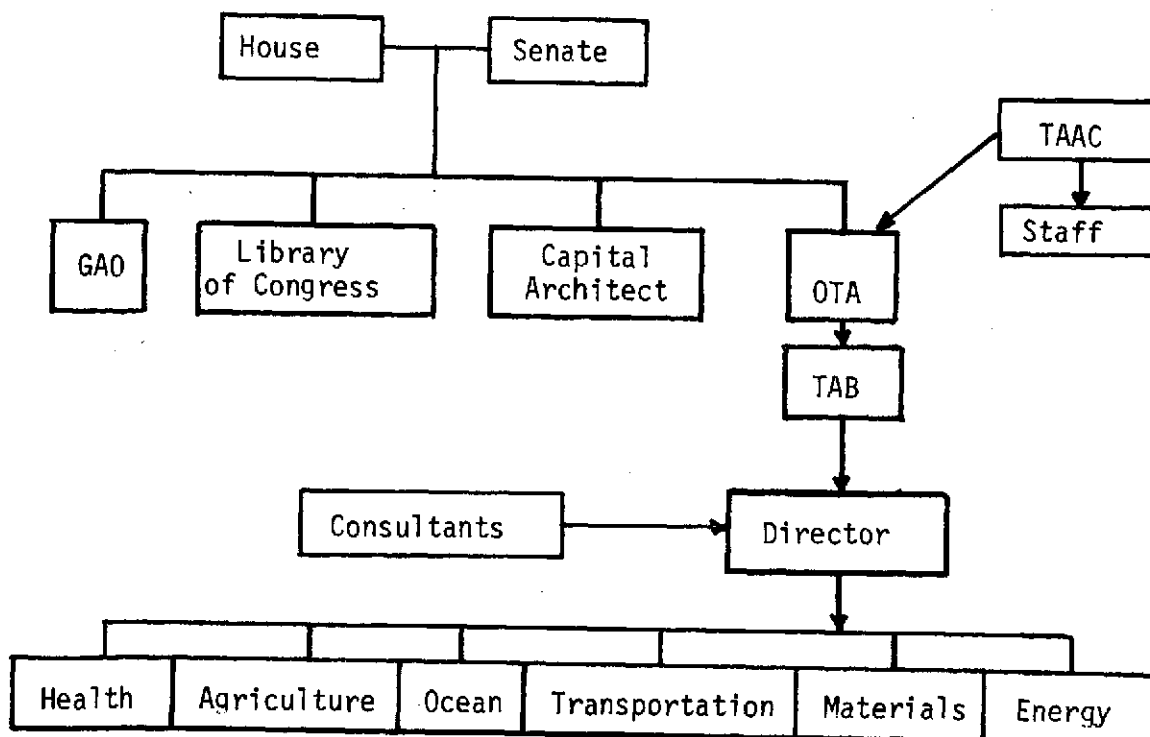 House
Senate
TAAC
Staff
GAO
Library
of Congress
Capital
Architect
OTA
TAB
Consultants
Director
Health
Agriculture
Ocean
Transportation
Materials
Energy